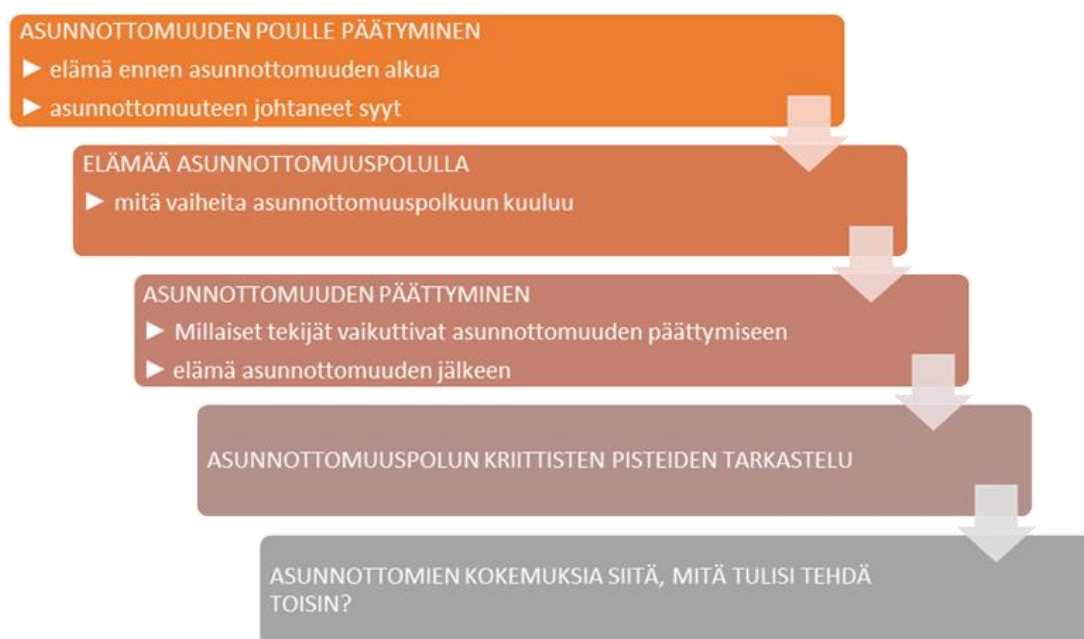 ASUNNOTTOMUUDEN POULLE PÄÄTYMINEN
► elämä ennen asunnottomuuden alkua
► asunnottomuuteen johtaneet syyt
ELÄMÄÄ ASUNNOTTOMUUSPOLULLA
► mitä vaiheita asunnottomuuspolkuun kuuluu
ASUNNOTTOMUUDEN PÄÄTTYMINEN
► Millaiset tekijät vaikuttivat asunnottomuuden päättymiseen
► elämä asunnottomuuden jälkeen
ASUNNOTTOMUUSPOLUN KRIITTISTEN PISTEIDEN TARKASTELU
ASUNNOTTOMIEN KOKEMUKSIA SIITÄ, MITÄ TULISI TEHDÄ
TOISIN?